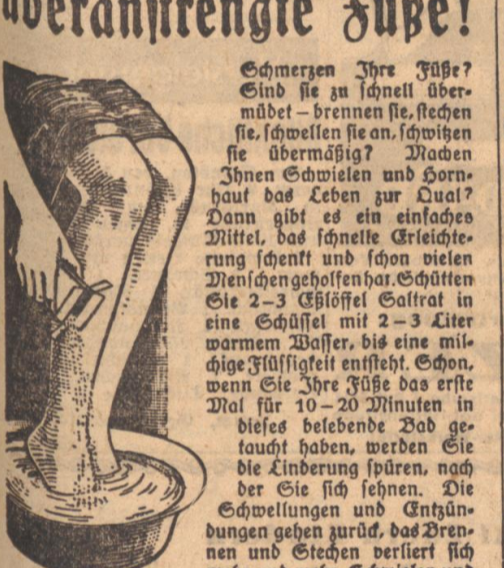 überanstrengte Füße!
Schmerzen Ihre Füße?
Sind sie zu schnell über-
müdet – brennen sie, stechen
sie, schwellen sie an, schwitzen
sie übermäßig? Machen
Ihnen Schwielen und Horn-
haut das Leben zur Qual?
Dann gibt es ein einfaches
Mittel, das schnelle Erleichte-
rung schenkt und schon vielen
Menschen geholfen hat. Schütten
Sie 2–3 Eßlöffel Saltrat in
eine Schüssel mit 2–3 Liter
warmem Wasser, bis eine mil-
chige Flüssigkeit entsteht. Schon,
wenn Sie Ihre Füße das erste
Mal für 10–20 Minuten in
dieses belebende Bad ge-
taucht haben, werden Sie
die Linderung spüren, nach
der Sie sich sehnen. Die
Schwellungen und Entzün-
dungen gehen zurück, das Bren-
nen und Stechen verliert sich